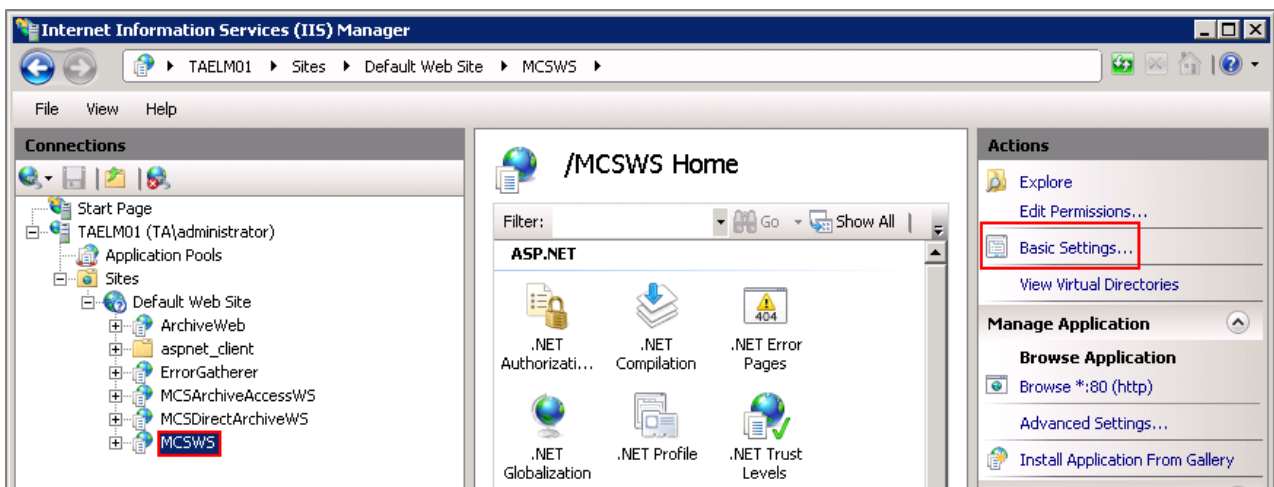 Internet Information Services (IIS) Manager
TAELM01 Sites Default Web Site MCSWS
File View Help
Connections
Start Page
TAELM01 (TA\administrator)
Application Pools
Sites
Default Web Site
ArchiveWeb
aspnet_client
ErrorGatherer
MCSArchiveAccessWS
MCSDirectArchiveWS
MCSWS
/MCSWS Home
Filter: Go Show All
ASP.NET
.NET Authorizati...
.NET Compilation
404
.NET Error Pages
.NET Globalization
.NET Profile
.NET Trust Levels
Actions
Explore
Edit Permissions...
Basic Settings...
View Virtual Directories
Manage Application
Browse Application
Browse *:80 (http)
Advanced Settings...
Install Application From Gallery